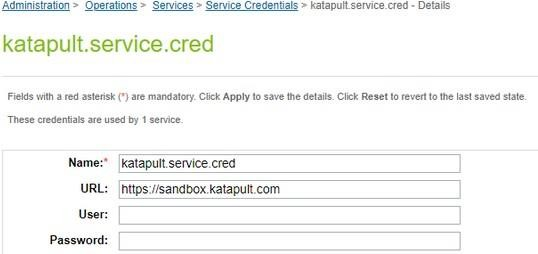 Administration > Operations > Services > Service Credentials > katapult.service.cred - Details
katapult.service.cred
Fields with a red asterisk (*) are mandatory. Click Apply to save the details. Click Reset to revert to the last saved state.
These credentials are used by 1 service.
Name:* katapult.service.cred
URL: https://sandbox.katapult.com
User:
Password: